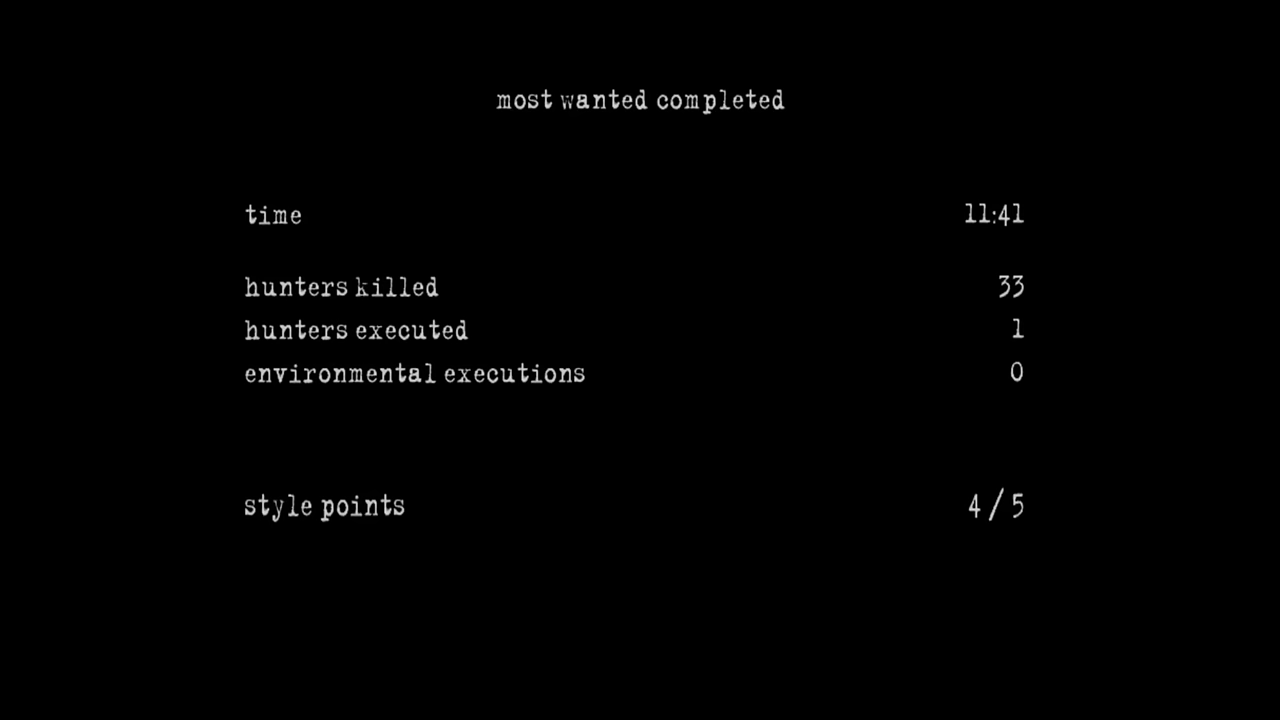 most wanted completed
time 11:41
hunters killed 33
hunters executed 1
environmental executions 0
style points 4 / 5